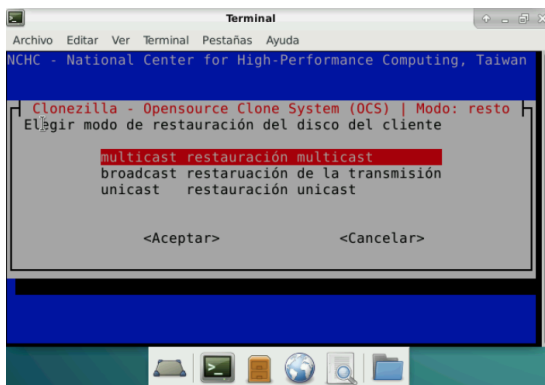 Terminal
Archivo Editar Ver Terminal Pestañas Ayuda
NCHC - National Center for High-Performance Computing, Taiwan
Clonezilla - Opensource Clone System (OCS) | Modo: resto
Elegir modo de restauración del disco del cliente
multicast restauración multicast
broadcast restaruación de la transmisión
unicast restauración unicast
<Aceptar> <Cancelar>